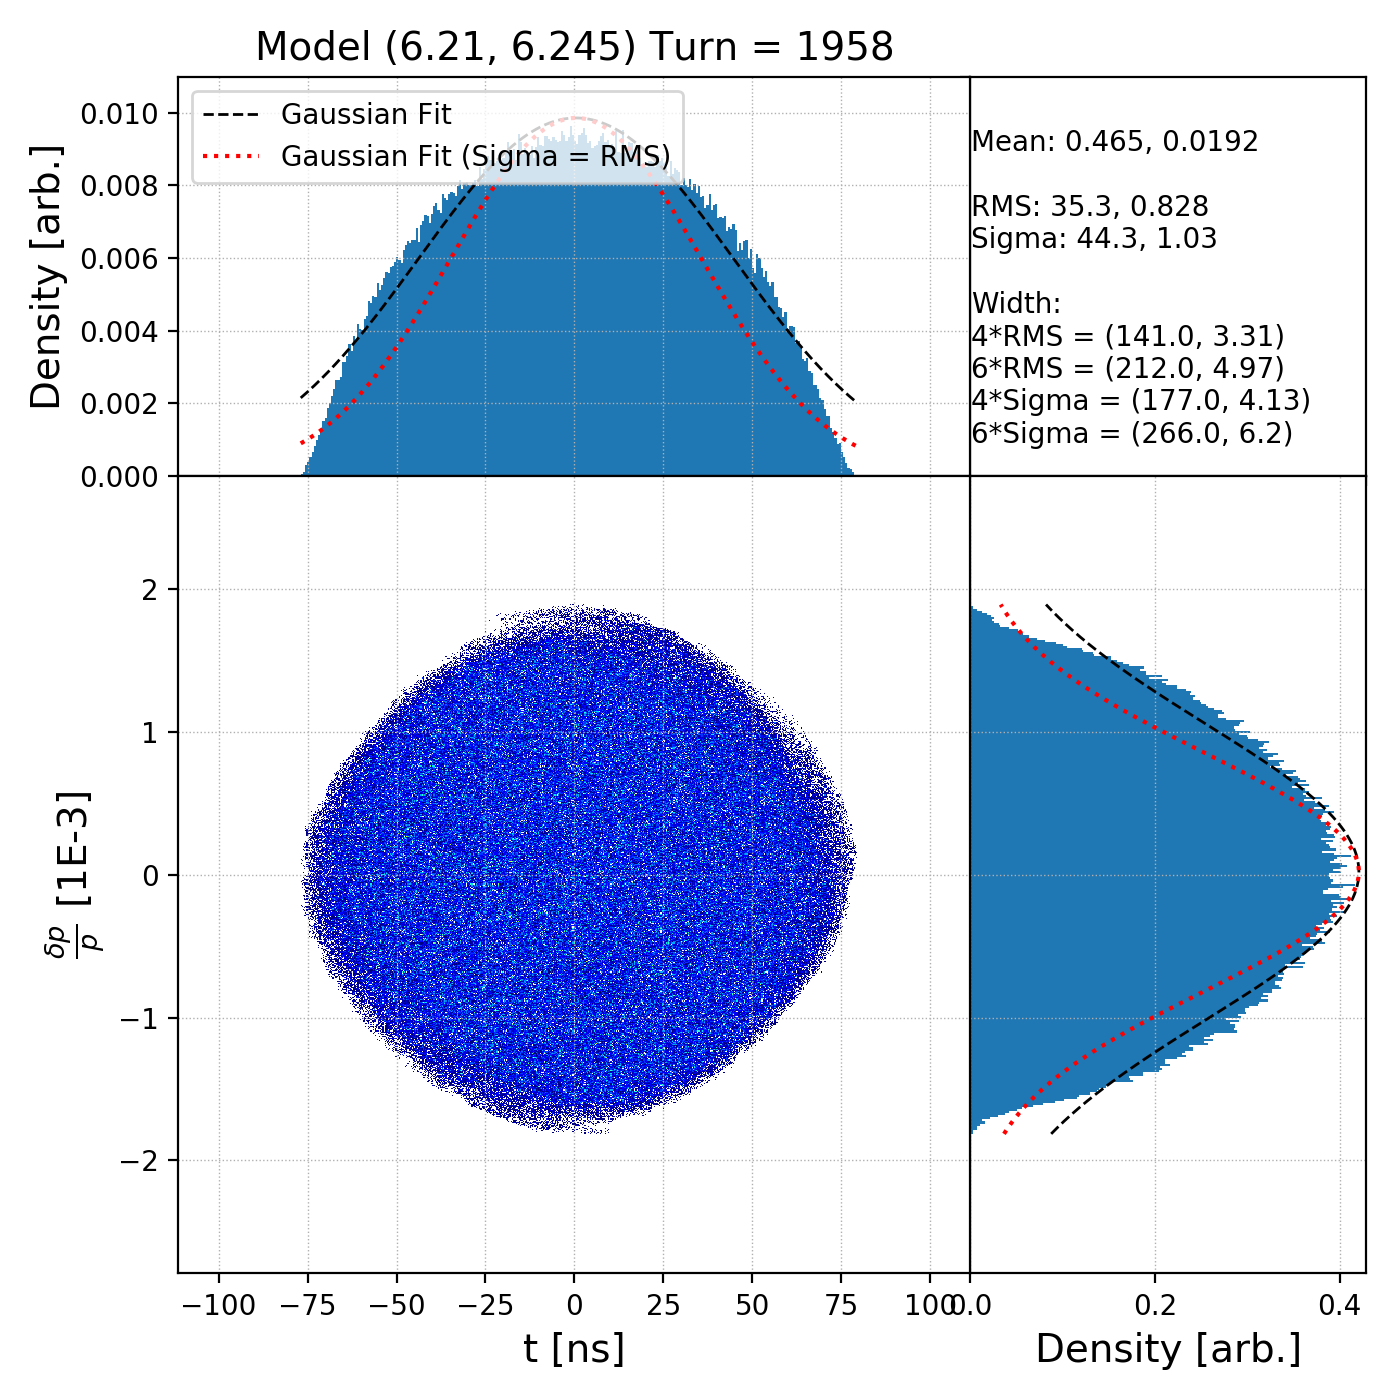 Model (6.21, 6.245) Turn = 1958
Gaussian Fit
Gaussian Fit (Sigma = RMS)
Density [arb.]
0.010
0.008
0.006
0.004
0.002
0.000
Mean: 0.465, 0.0192
RMS: 35.3, 0.828
Sigma: 44.3, 1.03
Width:
4*RMS = (141.0, 3.31)
6*RMS = (212.0, 4.97)
4*Sigma = (177.0, 4.13)
6*Sigma = (266.0, 6.2)
δp/p [1E-3]
2
1
0
−1
−2
−100 −75 −50 −25 0 25 50 75 100
t [ns]
0.0 0.2 0.4
Density [arb.]